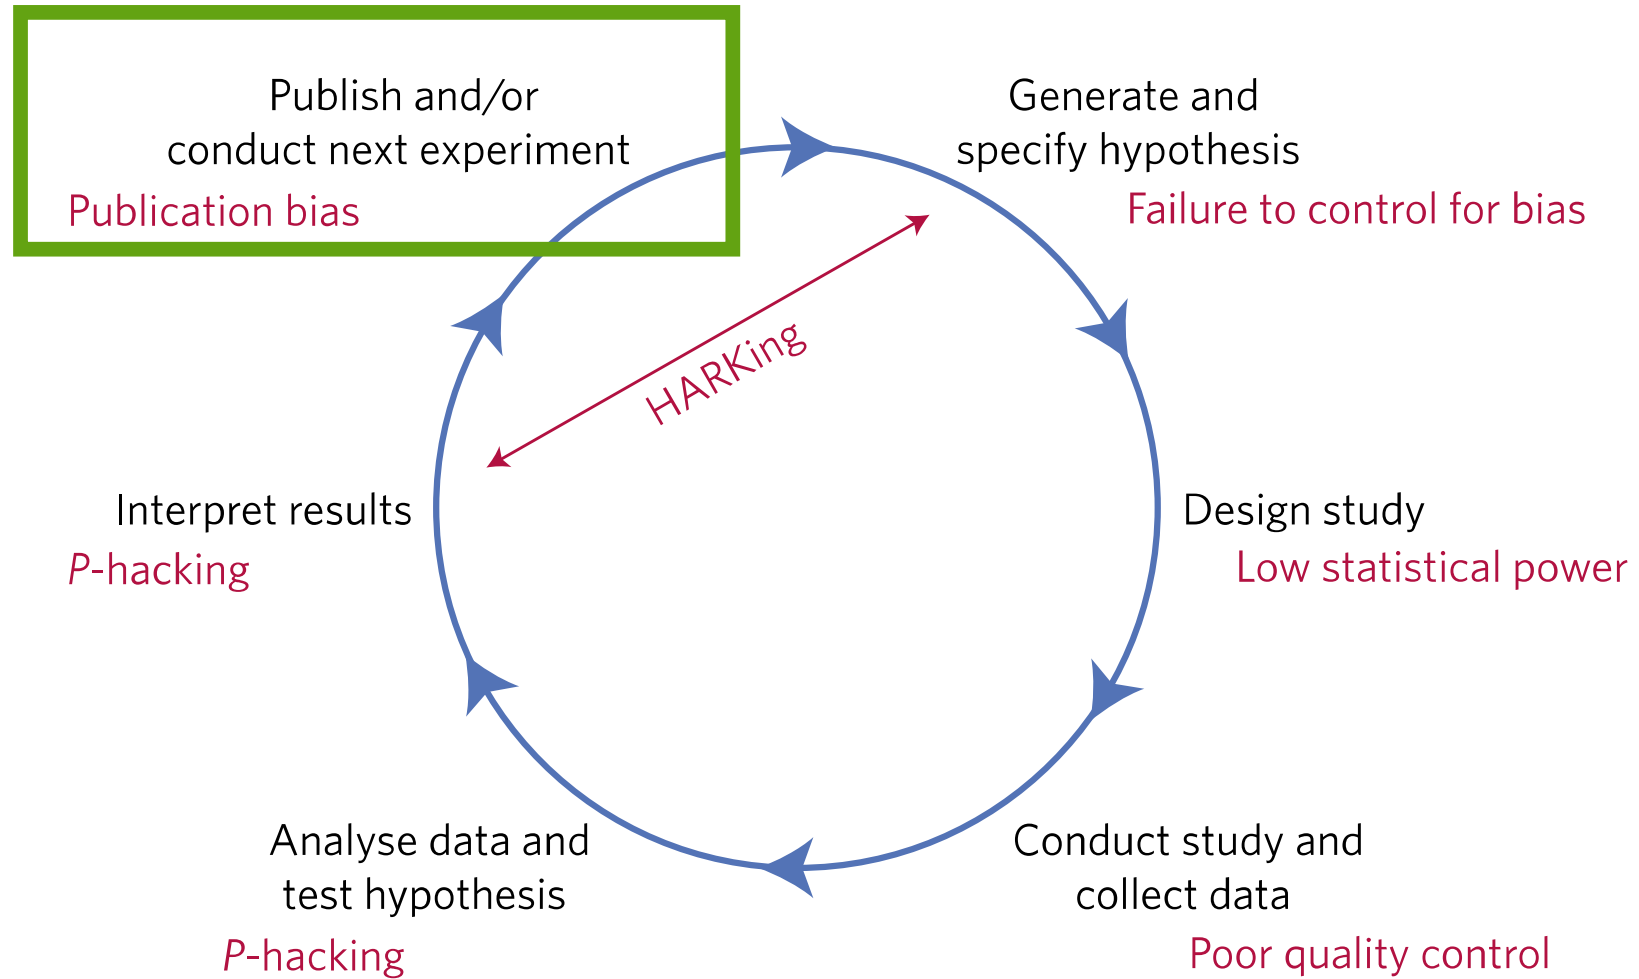 Publish and/or
conduct next experiment
Publication bias
Generate and
specify hypothesis
Failure to control for bias
HARKing
Interpret results
P-hacking
Design study
Low statistical power
Analyse data and
test hypothesis
P-hacking
Conduct study and
collect data
Poor quality control